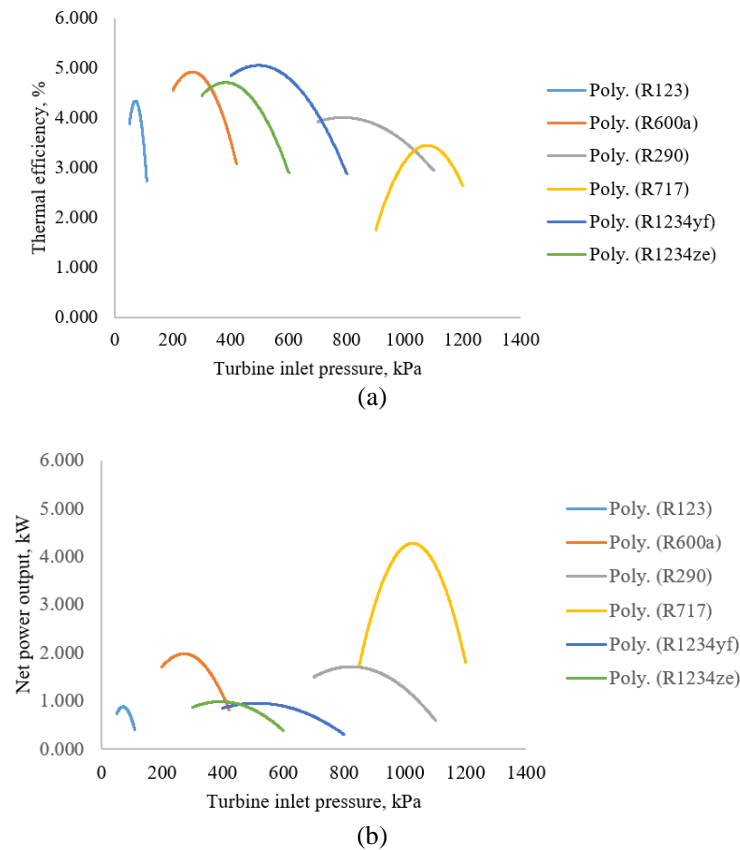 6.000
5.000
4.000
3.000
2.000
1.000
0.000
Thermal efficiency, %
0 200 400 600 800 1000 1200 1400
Turbine inlet pressure, kPa
Poly. (R123)
Poly. (R600a)
Poly. (R290)
Poly. (R717)
Poly. (R1234yf)
Poly. (R1234ze)
(a)
6.000
5.000
4.000
3.000
2.000
1.000
0.000
Net power output, kW
0 200 400 600 800 1000 1200 1400
Turbine inlet pressure, kPa
Poly. (R123)
Poly. (R600a)
Poly. (R290)
Poly. (R717)
Poly. (R1234yf)
Poly. (R1234ze)
(b)